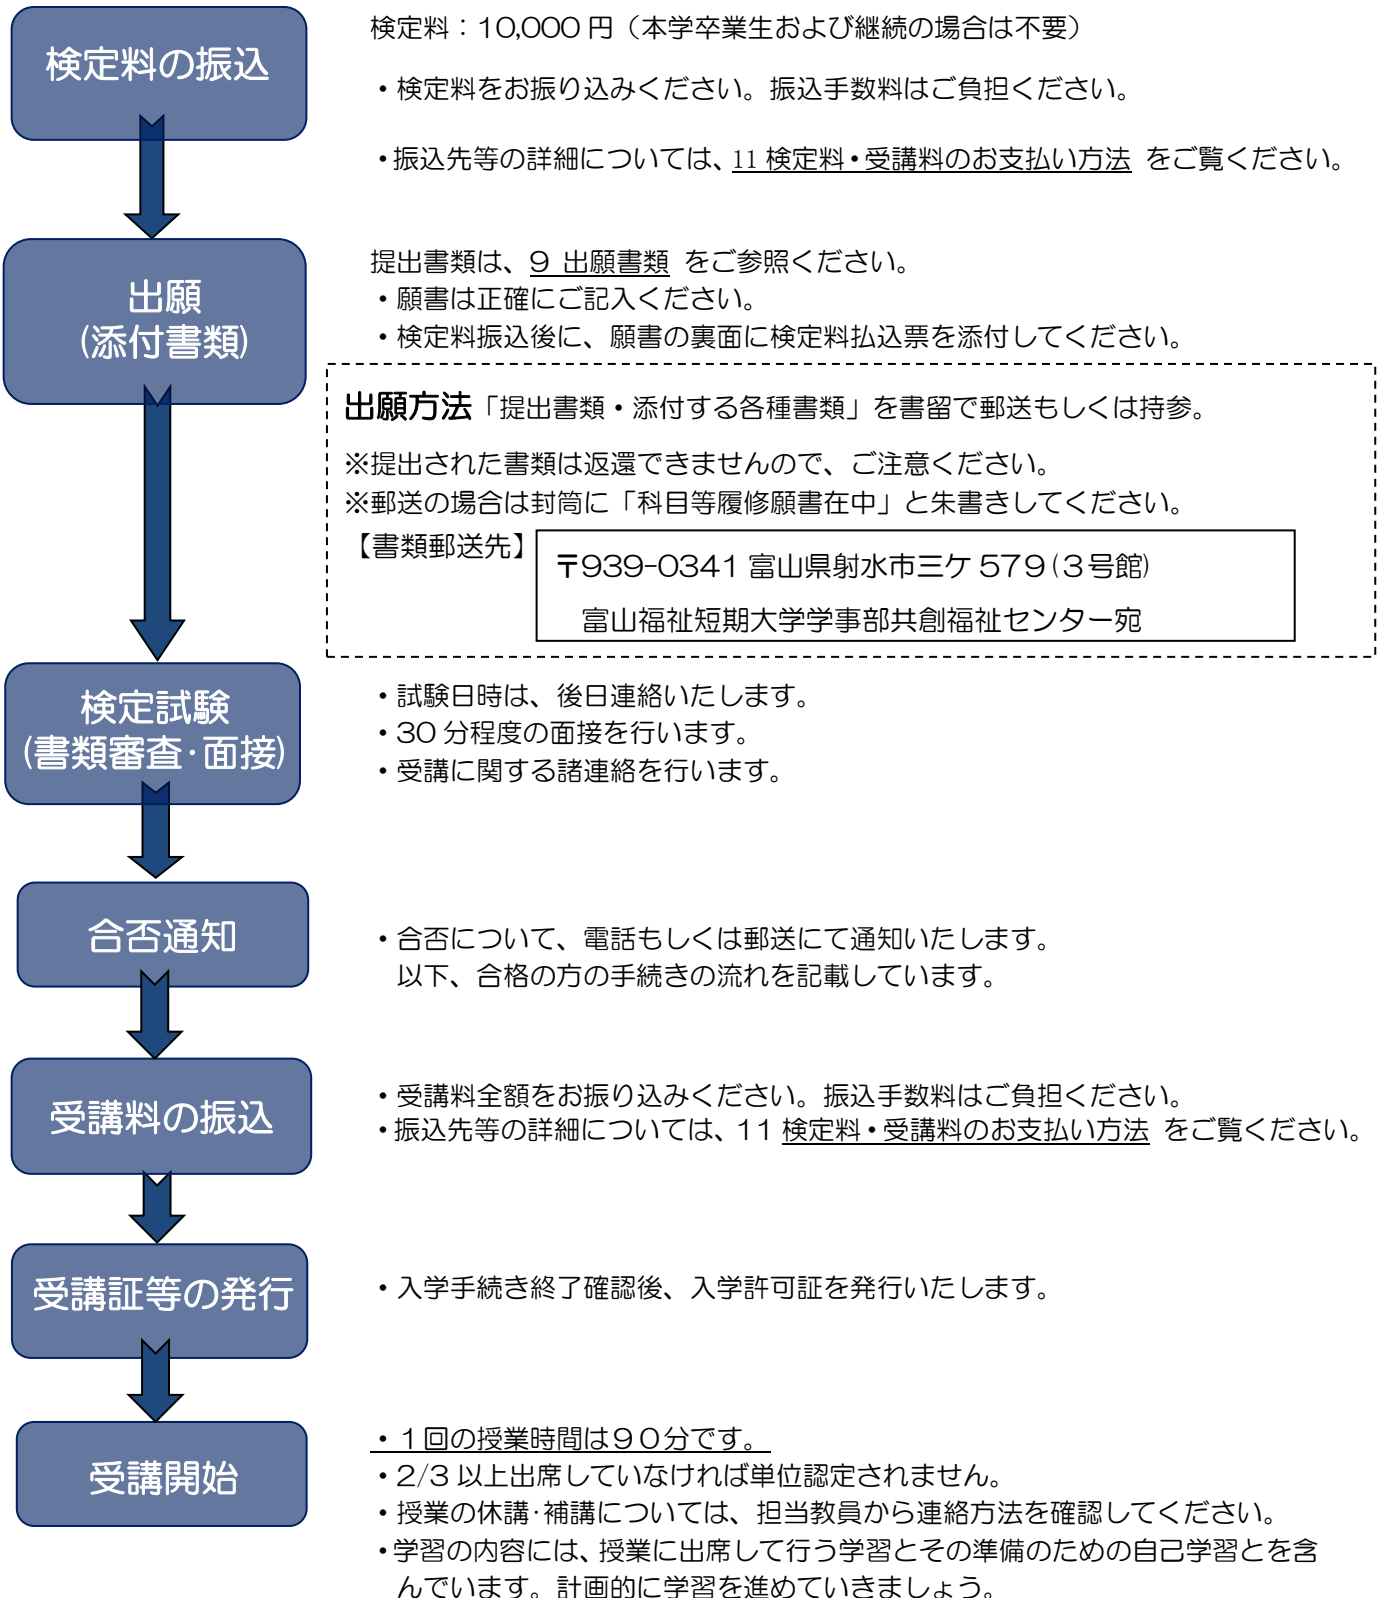 検定料の振込
検定料：10,000 円（本学卒業生および継続の場合は不要）
・検定料をお振り込みください。振込手数料はご負担ください。
・振込先等の詳細については、11 検定料・受講料のお支払い方法 をご覧ください。
出願
(添付書類)
提出書類は、９ 出願書類 をご参照ください。
・願書は正確にご記入ください。
・検定料振込後に、願書の裏面に検定料払込票を添付してください。
出願方法「提出書類・添付する各種書類」を書留で郵送もしくは持参。
※提出された書類は返還できませんので、ご注意ください。
※郵送の場合は封筒に「科目等履修願書在中」と朱書きしてください。
【書類郵送先】
〒939-0341 富山県射水市三ケ 579(３号館)
富山福祉短期大学学事部共創福祉センター宛
検定試験
(書類審査･面接)
・試験日時は、後日連絡いたします。
・30 分程度の面接を行います。
・受講に関する諸連絡を行います。
合否通知
・合否について、電話もしくは郵送にて通知いたします。
以下、合格の方の手続きの流れを記載しています。
受講料の振込
・受講料全額をお振り込みください。振込手数料はご負担ください。
・振込先等の詳細については、11 検定料・受講料のお支払い方法 をご覧ください。
受講証等の発行
・入学手続き終了確認後、入学許可証を発行いたします。
受講開始
・１回の授業時間は９０分です。
・2/3 以上出席していなければ単位認定されません。
・授業の休講･補講については、担当教員から連絡方法を確認してください。
・学習の内容には、授業に出席して行う学習とその準備のための自己学習とを含
んでいます。計画的に学習を進めていきましょう。